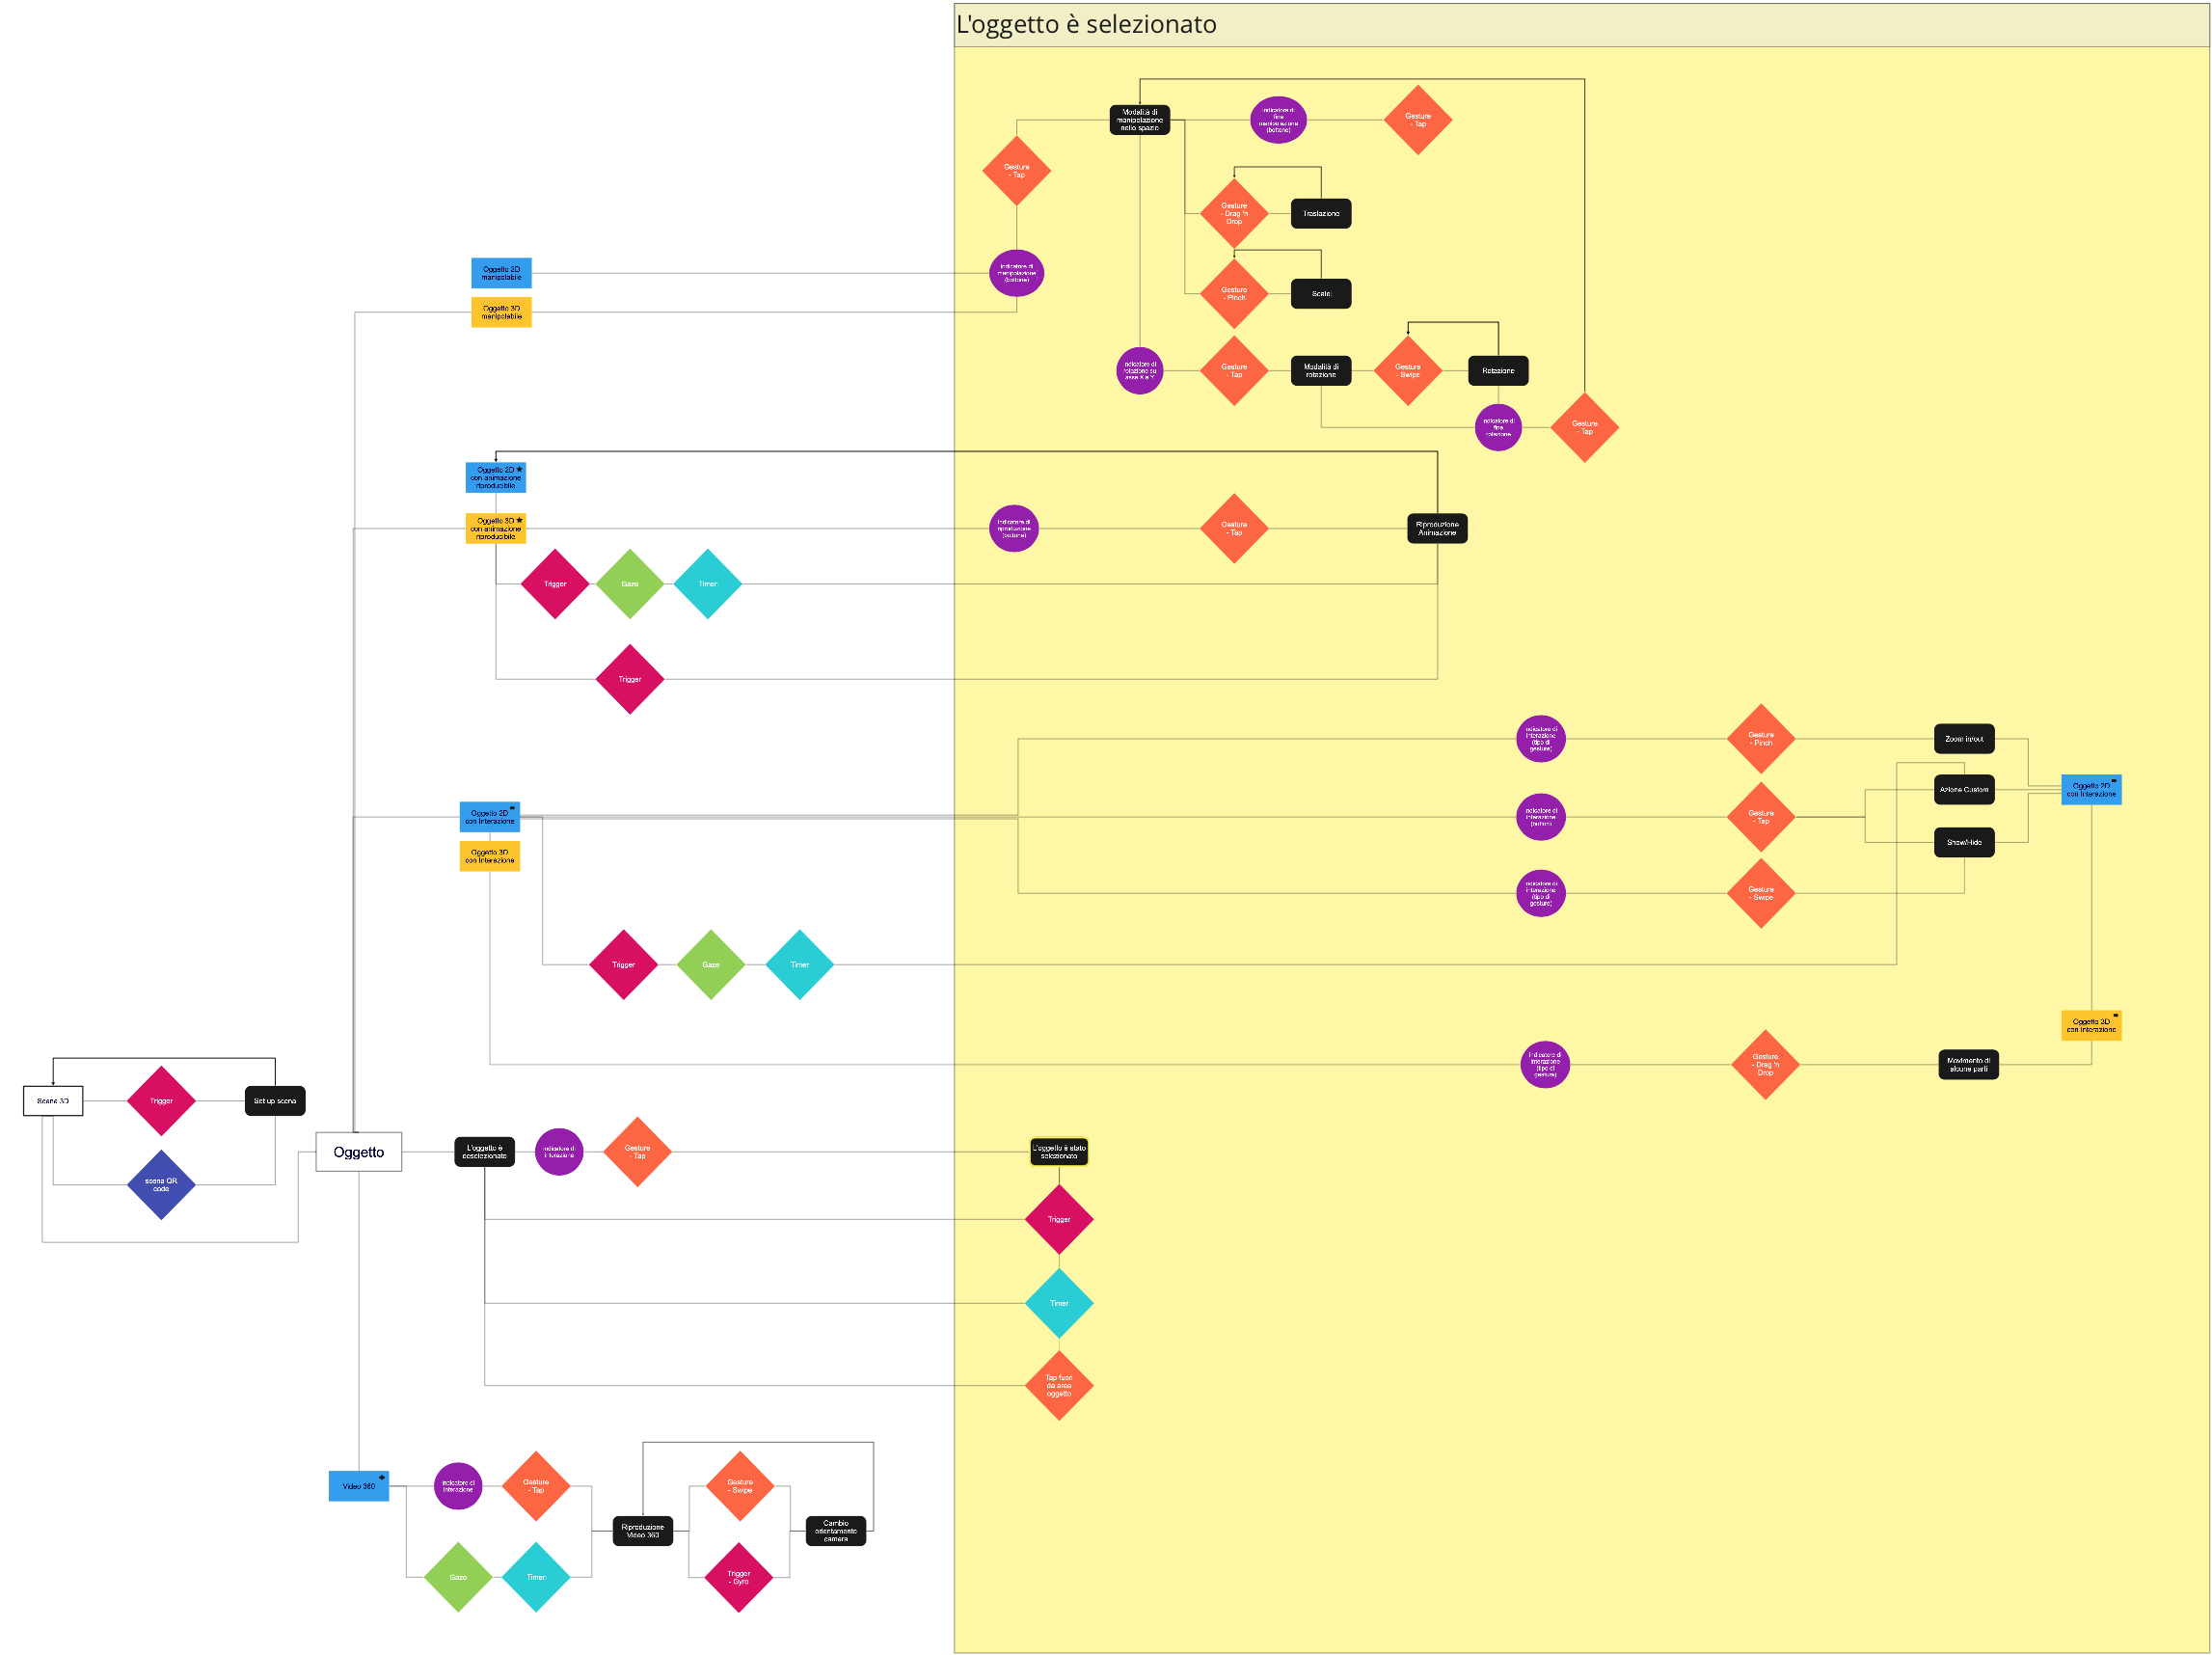 L'oggetto è selezionato
Modalità di
manipolazione
nello spazio
Indicatore di
fine
manipolazione
(bottone)
Gesture
- Tap
Gesture
- Tap
Gesture
- Drag 'n
Drop
Traslazione
Oggetto 2D
manipolabile
Indicatore di
manipolazione
(bottone)
Gesture
- Pinch
Scale
Oggetto 3D
manipolabile
ndicatore di
rotazione su
asse X e Y
Gesture
- Tap
Modalità di
rotazione
Gesture
- Swipe
Rotazione
ndicatore di
fine
rotazione
Gesture
- Tap
Oggetto 2D
con animazione
riproducibile
Oggetto 3D
con animazione
riproducibile
Indicatore di
riproduzione
(bottone)
Gesture
- Tap
Riproduzione
Animazione
Trigger
Gaze
Timer
Trigger
ndicatore di
interazione
(tipo di
gesture)
Gesture
- Pinch
Zoom in/out
Oggetto 2D
con Interazione
ndicatore di
interazione
(button)
Gesture
- Tap
Azione Custom
Oggetto 2D
con Interazione
Show/Hide
Oggetto 3D
con Interazione
ndicatore di
interazione
(tipo di
gesture)
Gesture
- Swipe
Trigger
Gaze
Timer
Oggetto 3D
con Interazione
indicatore di
interazione
(tipo di
gesture)
Gesture
- Drag 'n
Drop
Movimento di
alcune parti
Scena 3D
Trigger
Set up scena
Oggetto
L'oggetto è
deselezionato
Indicatore di
interazione
Gesture
- Tap
L'oggetto è stato
selezionato
scana QR
code
Trigger
Timer
Tap fuori
da area
oggetto
Video 360
Indicatore di
interazione
Gesture
- Tap
Gesture
- Swipe
Riproduzione
Video 360
Cambio
orientamento
camera
Gaze
Timer
Trigger
- Gyro